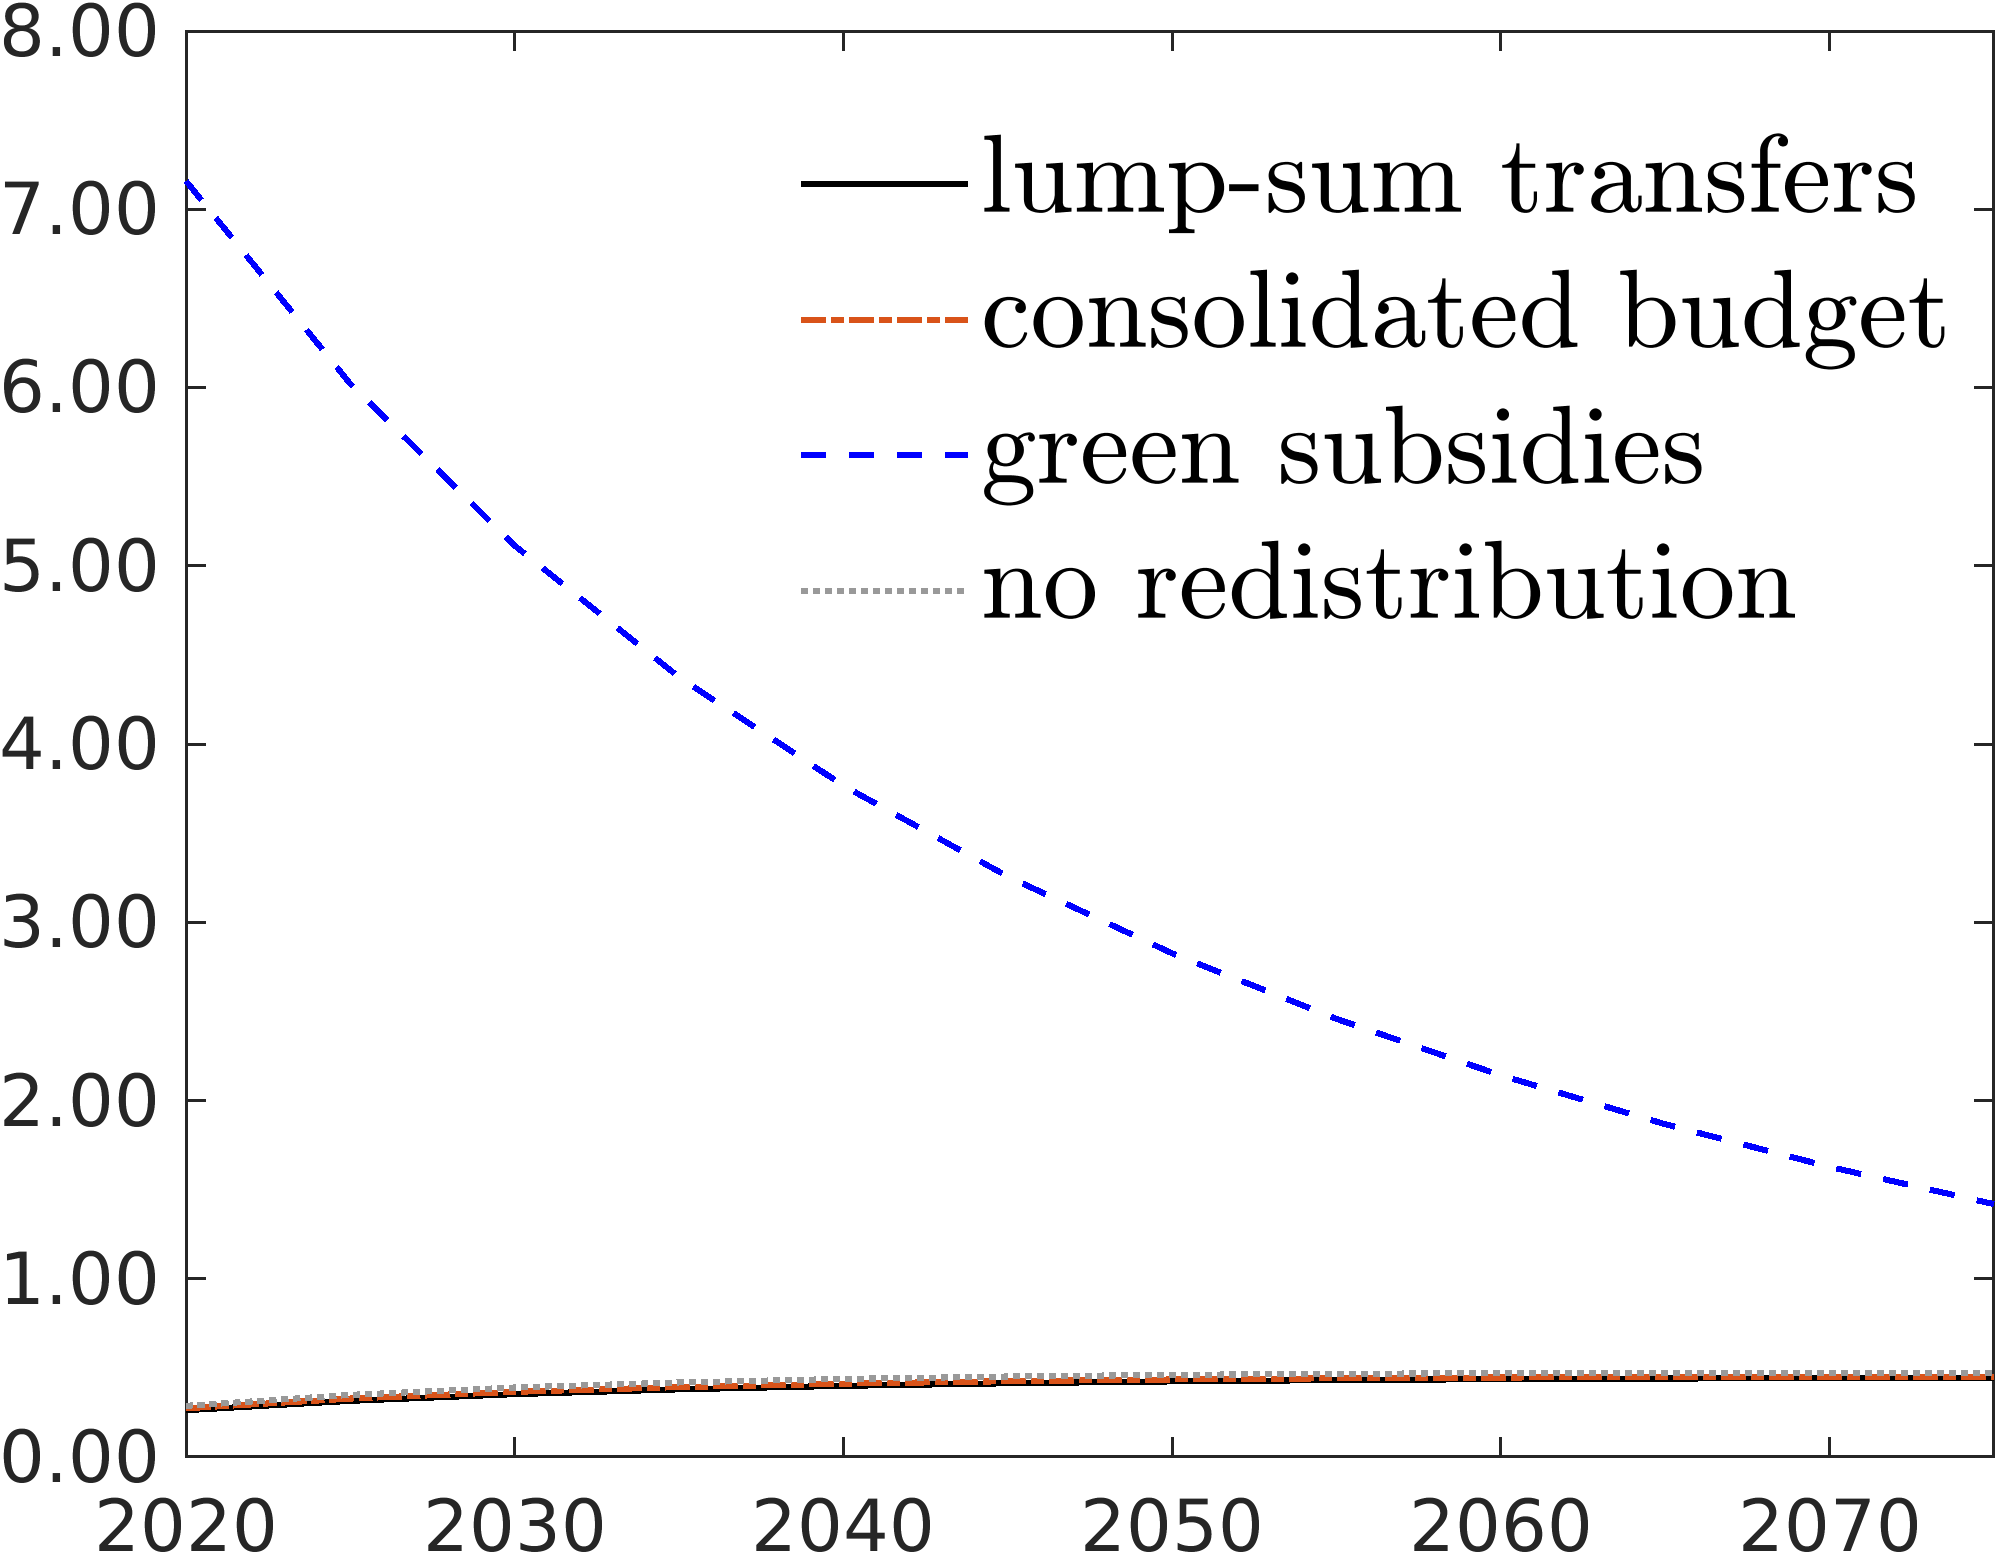 8.00
7.00
6.00
5.00
4.00
3.00
2.00
1.00
0.00
lump-sum transfers
consolidated budget
green subsidies
no redistribution
2020 2030 2040 2050 2060 2070